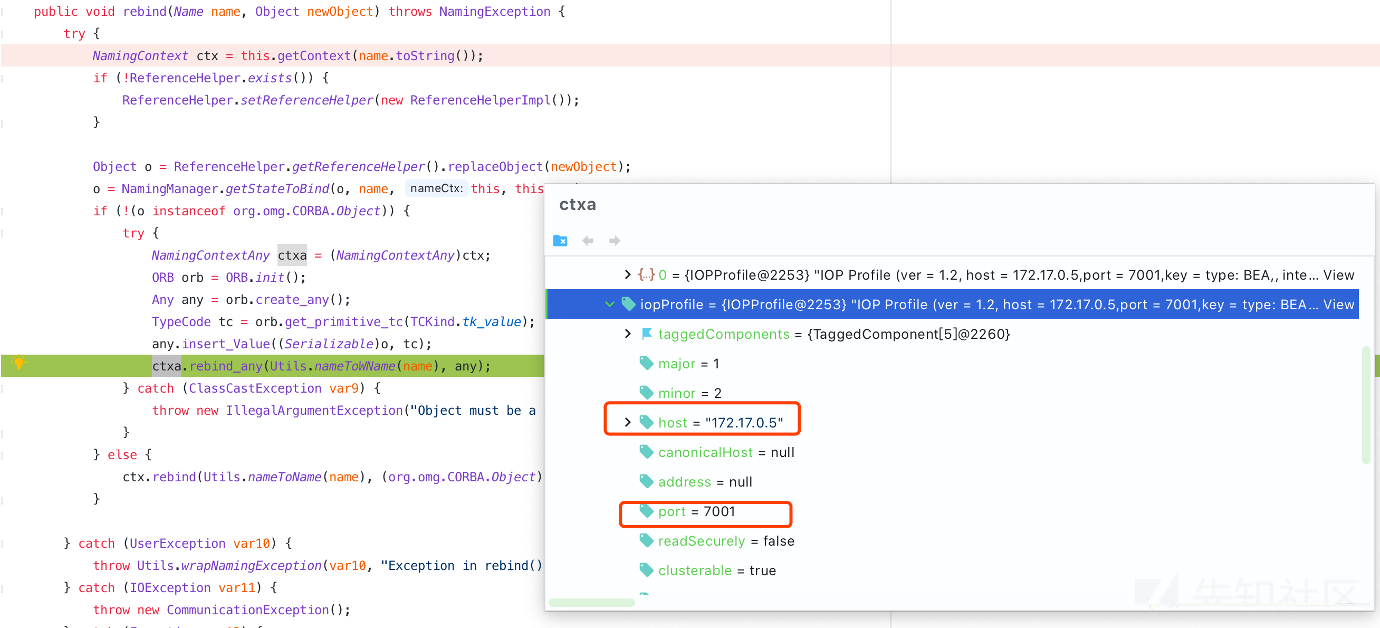 public void rebind(Name name, Object newObject) throws NamingException {
try {
NamingContext ctx = this.getContext(name.toString());
if (!ReferenceHelper.exists()) {
ReferenceHelper.setReferenceHelper(new ReferenceHelperImpl());
}
Object o = ReferenceHelper.getReferenceHelper().replaceObject(newObject);
o = NamingManager.getStateToBind(o, name, nameCtx: this, this
if (!(o instanceof org.omg.CORBA.Object)) {
try {
NamingContextAny ctxa = (NamingContextAny)ctx;
ORB orb = ORB.init();
Any any = orb.create_any();
TypeCode tc = orb.get_primitive_tc(TCKind.tk_value);
any.insert_Value((Serializable)o, tc);
ctxa.rebind_any(Utils.nameToWName(name), any);
} catch (ClassCastException var9) {
throw new IllegalArgumentException("Object must be a
}
} else {
ctx.rebind(Utils.nameToName(name), (org.omg.CORBA.Object)
}
} catch (UserException var10) {
throw Utils.wrapNamingException(var10, "Exception in rebind()
} catch (IOException var11) {
throw new CommunicationException();
ctxa
{...} 0 = {IOPProfile@2253} "IOP Profile (ver = 1.2, host = 172.17.0.5,port = 7001,key = type: BEA,, inte... View
iopProfile = {IOPProfile@2253} "IOP Profile (ver = 1.2, host = 172.17.0.5,port = 7001,key = type: BEA... View
taggedComponents = {TaggedComponent[5]@2260}
major = 1
minor = 2
host = "172.17.0.5"
canonicalHost = null
address = null
port = 7001
readSecurely = false
clusterable = true
先知社区